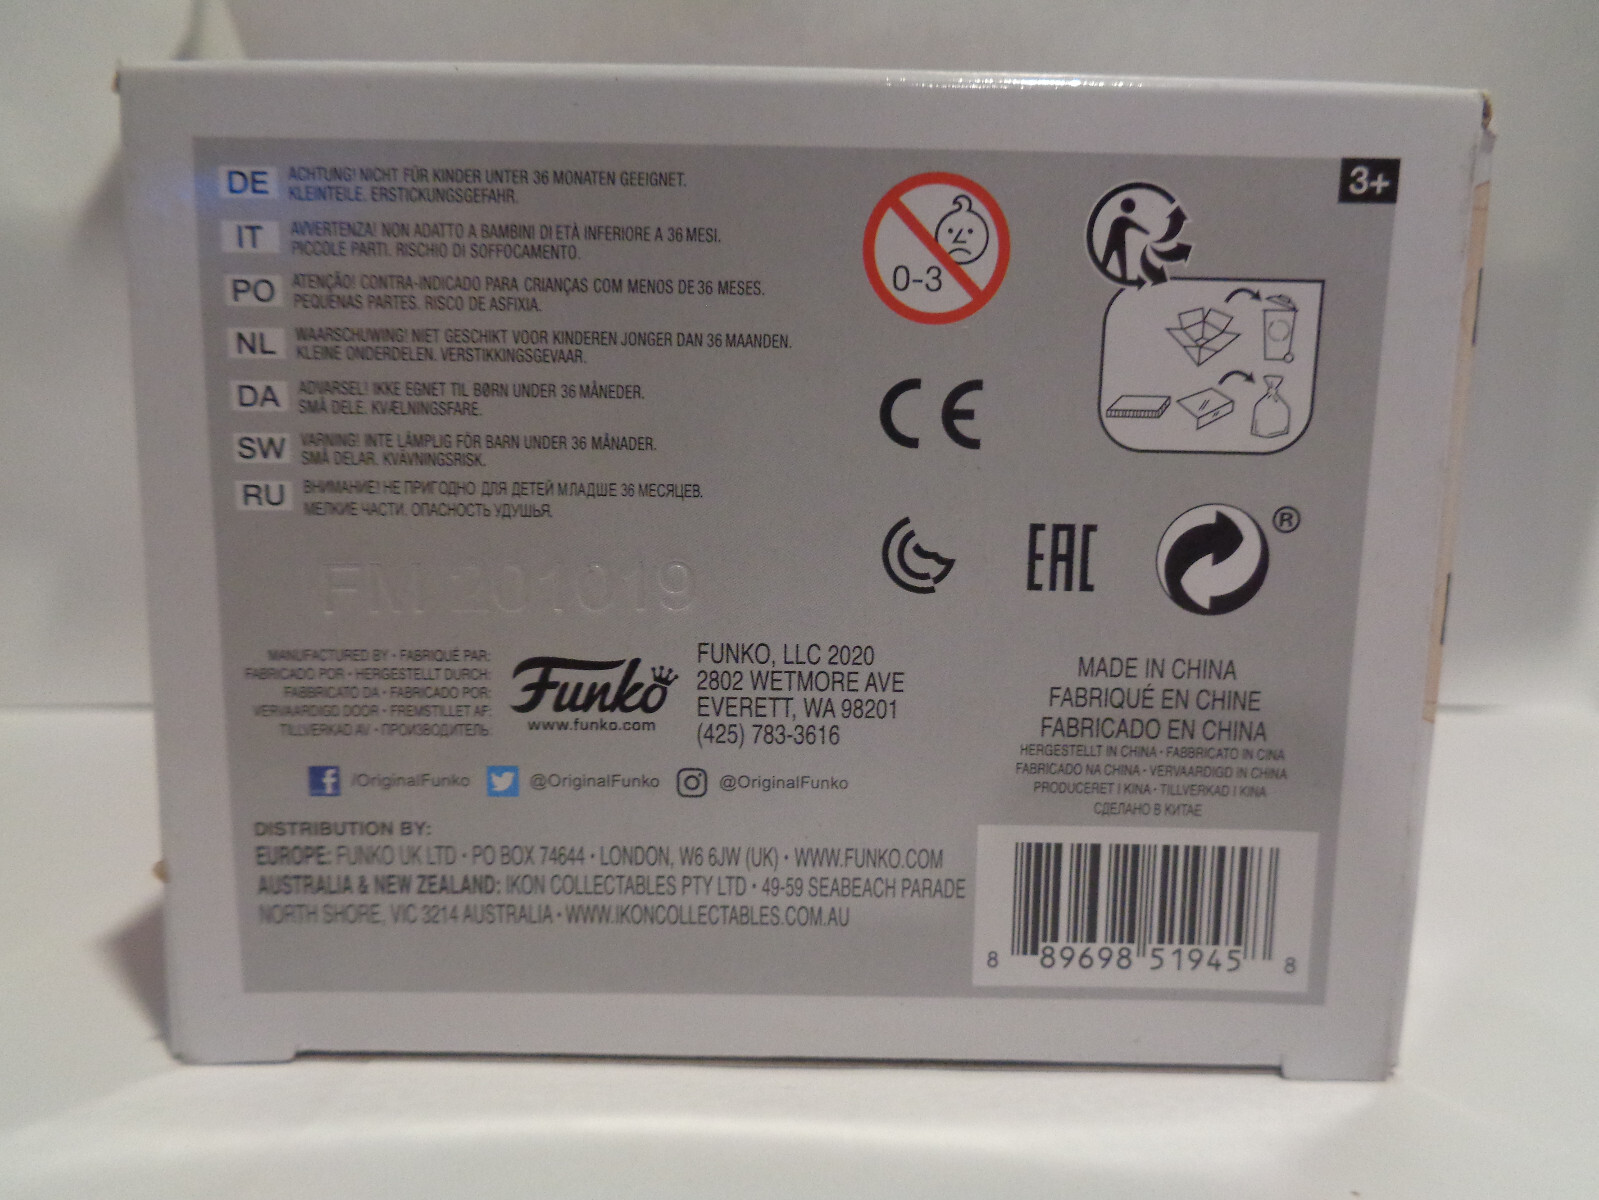 DE ACHTUNG! NICHT FÜR KINDER UNTER 36 MONATEN GEEIGNET.
KLEINTEILE. ERSTICKUNGSGEFAHR.
IT AVVERTENZA! NON ADATTO A BAMBINI DI ETÀ INFERIORE A 36 MESI.
PICCOLE PARTI. RISCHIO DI SOFFOCAMENTO.
PO ATENÇÃO! CONTRA-INDICADO PARA CRIANÇAS COM MENOS DE 36 MESES.
PEQUENAS PARTES. RISCO DE ASFIXIA.
NL WAARSCHUWING! NIET GESCHIKT VOOR KINDEREN JONGER DAN 36 MAANDEN.
KLEINE ONDERDELEN. VERSTIKKINGSGEVAAR.
DA ADVARSEL! IKKE EGNET TIL BØRN UNDER 36 MÅNEDER.
SMÅ DELE. KVÆLNINGSFARE.
SW VARNING! INTE LÄMPLIG FÖR BARN UNDER 36 MÅNADER.
SMÅ DELAR. KVÄVNINGSRISK.
RU ВНИМАНИЕ! НЕ ПРИГОДНО ДЛЯ ДЕТЕЙ МЛАДШЕ 36 МЕСЯЦЕВ.
МЕЛКИЕ ЧАСТИ. ОПАСНОСТЬ УДУШЬЯ.
0-3
3+
CE
EAC
®
FM 201019
MANUFACTURED BY • FABRIQUÉ PAR:
FABRICADO POR • HERGESTELLT DURCH:
FABBRICATO DA • FABRICADO POR:
VERVAARDIGD DOOR • FREMSTILLET AF:
TILLVERKAD AV • ПРОИЗВОДИТЕЛЬ:
Funko
www.funko.com
FUNKO, LLC 2020
2802 WETMORE AVE
EVERETT, WA 98201
(425) 783-3616
/OriginalFunko @OriginalFunko @OriginalFunko
MADE IN CHINA
FABRIQUÉ EN CHINE
FABRICADO EN CHINA
HERGESTELLT IN CHINA • FABBRICATO IN CINA
FABRICADO NA CHINA • VERVAARDIGD IN CHINA
PRODUCERET I KINA • TILLVERKAD I KINA
СДЕЛАНО В КИТАЕ
DISTRIBUTION BY:
EUROPE: FUNKO UK LTD • PO BOX 74644 • LONDON, W6 6JW (UK) • WWW.FUNKO.COM
AUSTRALIA & NEW ZEALAND: IKON COLLECTABLES PTY LTD • 49-59 SEABEACH PARADE
NORTH SHORE, VIC 3214 AUSTRALIA • WWW.IKONCOLLECTABLES.COM.AU
8 89698 51945 8